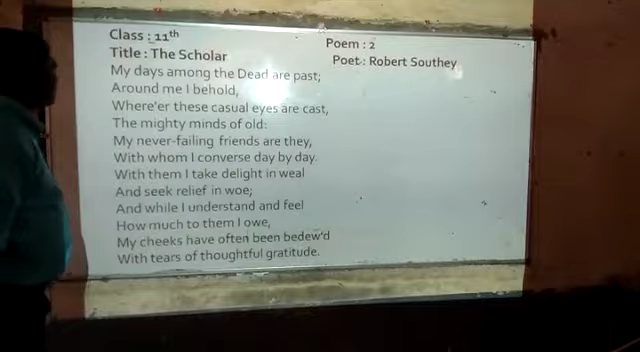 Class : 11th
Poem : 2
Title : The Scholar
Poet : Robert Southey
My days among the Dead are past;
Around me I behold,
Where'er these casual eyes are cast,
The mighty minds of old:
My never-failing friends are they,
With whom I converse day by day.
With them I take delight in weal
And seek relief in woe;
And while I understand and feel
How much to them I owe,
My cheeks have often been bedew'd
With tears of thoughtful gratitude.